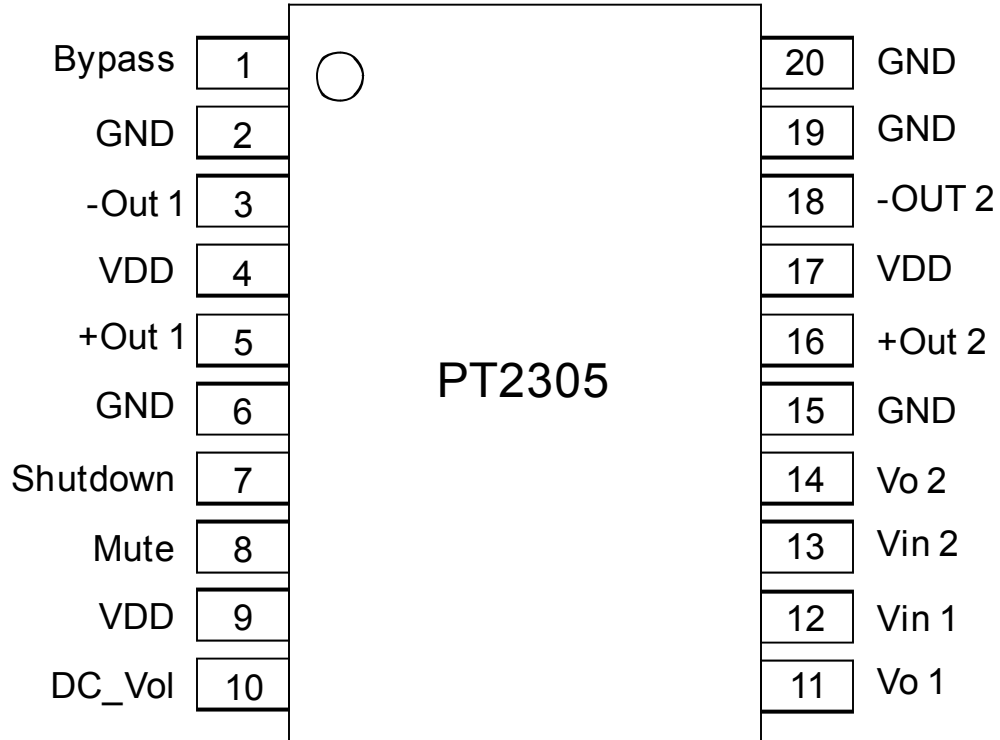 Bypass 1
GND 2
-Out 1 3
VDD 4
+Out 1 5
GND 6
Shutdown 7
Mute 8
VDD 9
DC_Vol 10
PT2305
20 GND
19 GND
18 -OUT 2
17 VDD
16 +Out 2
15 GND
14 Vo 2
13 Vin 2
12 Vin 1
11 Vo 1